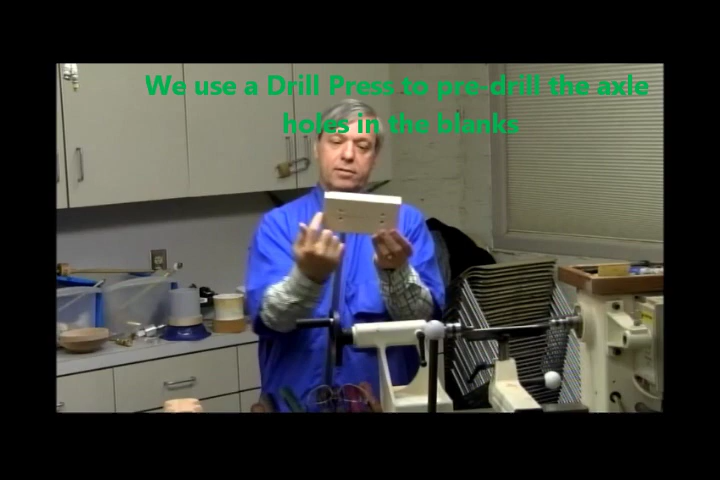 We use a Drill Press to pre-drill the axle
holes in the blanks